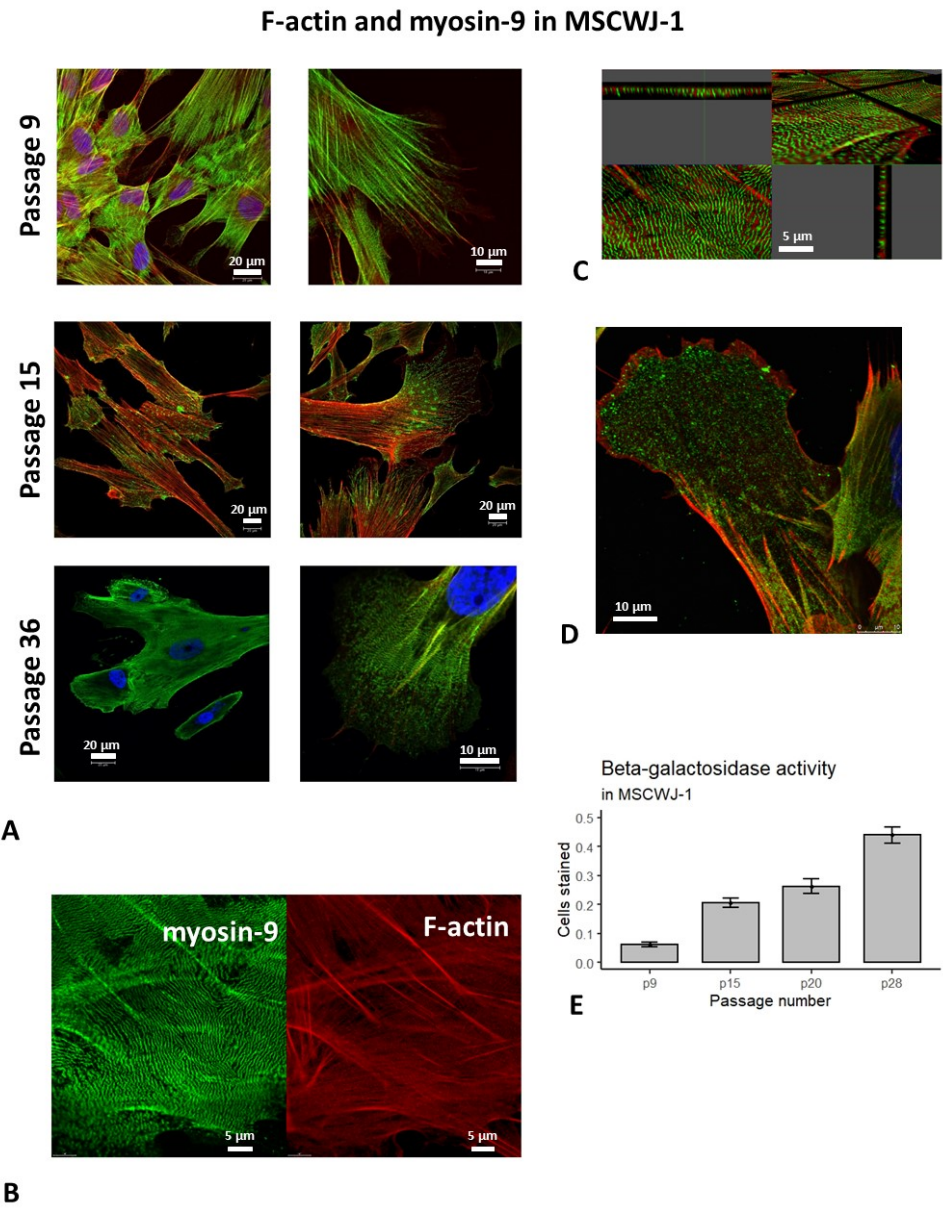 F-actin and myosin-9 in MSCWJ-1
Passage 9
20 µm
10 µm
Passage 15
20 µm
20 µm
Passage 36
20 µm
10 µm
A
myosin-9
F-actin
5 µm
5 µm
B
5 µm
C
10 µm
0 µm 10
D
Beta-galactosidase activity
in MSCWJ-1
Cells stained
0.5
0.4
0.3
0.2
0.1
0.0
p9 p15 p20 p28
Passage number
E